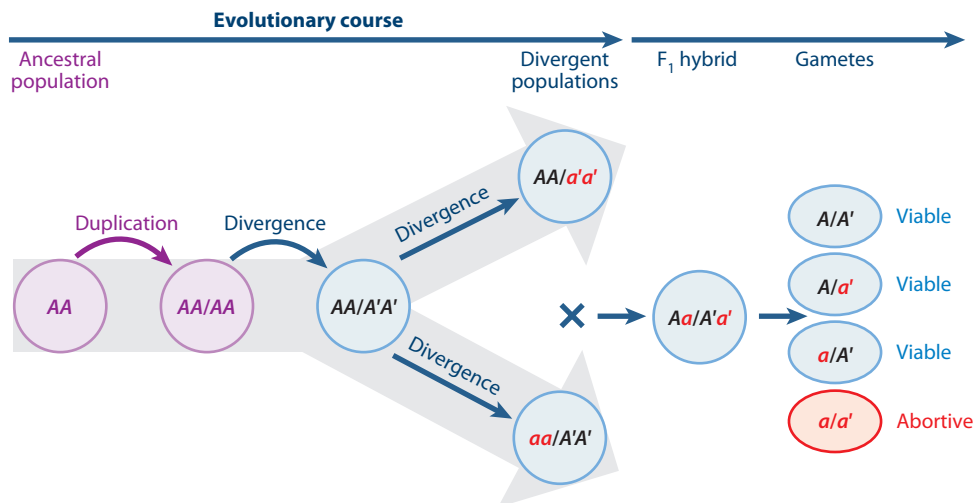 Evolutionary course
Ancestral
population
Divergent
populations
F1 hybrid
Gametes
AA/a'a'
Duplication
Divergence
Divergence
A/A'
Viable
AA
AA/AA
AA/A'A'
Aa/A'a'
A/a'
Viable
a/A'
Viable
Divergence
aa/A'A'
a/a'
Abortive